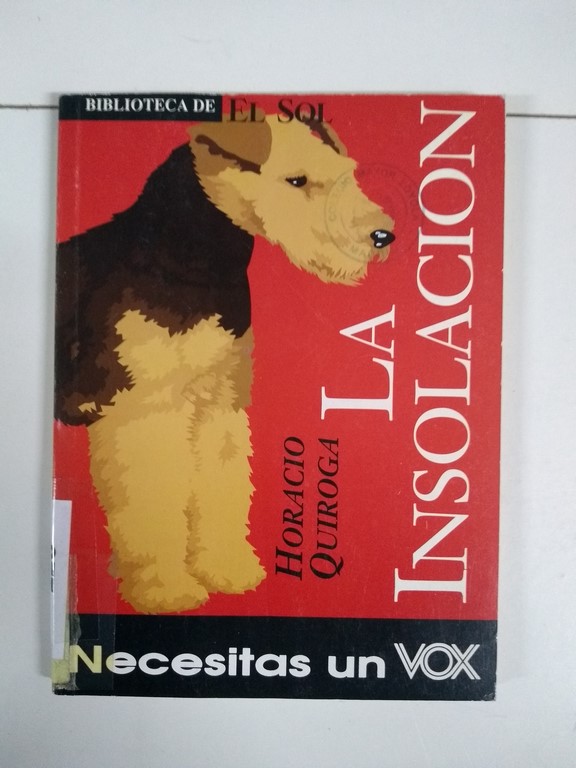 BIBLIOTECA DE EL SOL
LA
INSOLACION
HORACIO
QUIROGA
Necesitas un VOX